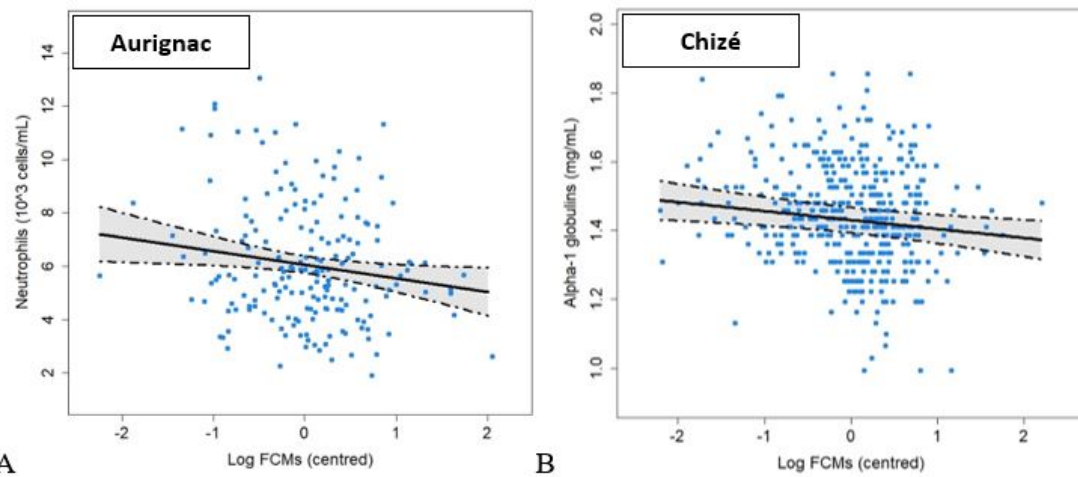 Aurignac
Neutrophils (10^3 cells/mL)
14
12
10
8
6
4
2
-2
-1
0
1
2
Log FCMs (centred)
A
Chizé
Alpha-1 globulins (mg/mL)
2.0
1.8
1.6
1.4
1.2
1.0
-2
-1
0
1
2
Log FCMs (centred)
B